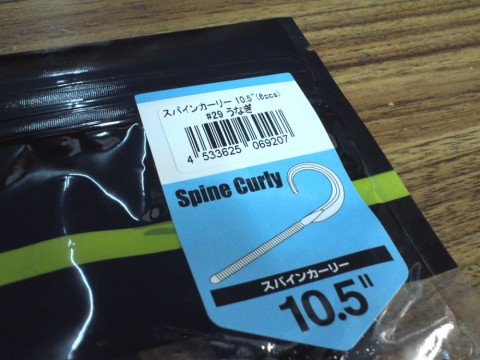 スパインカーリー 10.5" (6pcs)
#29 うなぎ
4 533625 069207
Spine Curly
スパインカーリー
10.5"